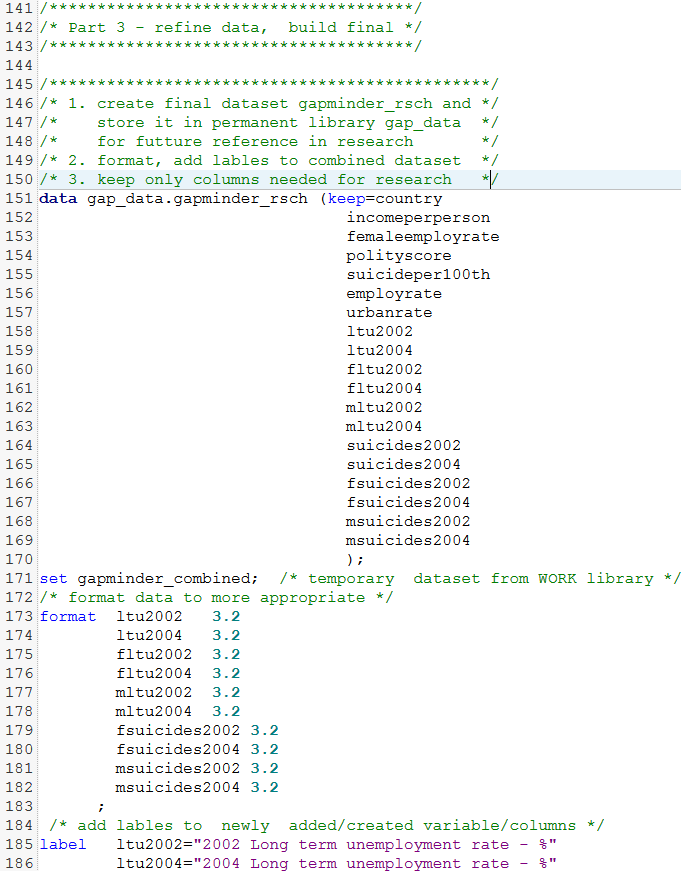 141 /**************************************/
142 /* Part 3 - refine data,  build final */
143 /**************************************/
144
145 /**********************************************/
146 /* 1. create final dataset gapminder_rsch and */
147 /*    store it in permanent library gap_data  */
148 /*    for futture reference in research       */
149 /* 2. format, add lables to combined dataset  */
150 /* 3. keep only columns needed for research   */
151 data gap_data.gapminder_rsch (keep=country
152                                 incomeperperson
153                                 femaleemployrate
154                                 polityscore
155                                 suicideper100th
156                                 employrate
157                                 urbanrate
158                                 ltu2002
159                                 ltu2004
160                                 fltu2002
161                                 fltu2004
162                                 mltu2002
163                                 mltu2004
164                                 suicides2002
165                                 suicides2004
166                                 fsuicides2002
167                                 fsuicides2004
168                                 msuicides2002
169                                 msuicides2004
170                                 );
171 set gapminder_combined;  /* temporary  dataset from WORK library */
172 /* format data to more appropriate */
173 format  ltu2002   3.2
174         ltu2004   3.2
175         fltu2002  3.2
176         fltu2004  3.2
177         mltu2002  3.2
178         mltu2004  3.2
179         fsuicides2002 3.2
180         fsuicides2004 3.2
181         msuicides2002 3.2
182         msuicides2004 3.2
183       ;
184  /* add lables to  newly  added/created variable/columns */
185 label   ltu2002="2002 Long term unemployment rate - %"
186         ltu2004="2004 Long term unemployment rate - %"